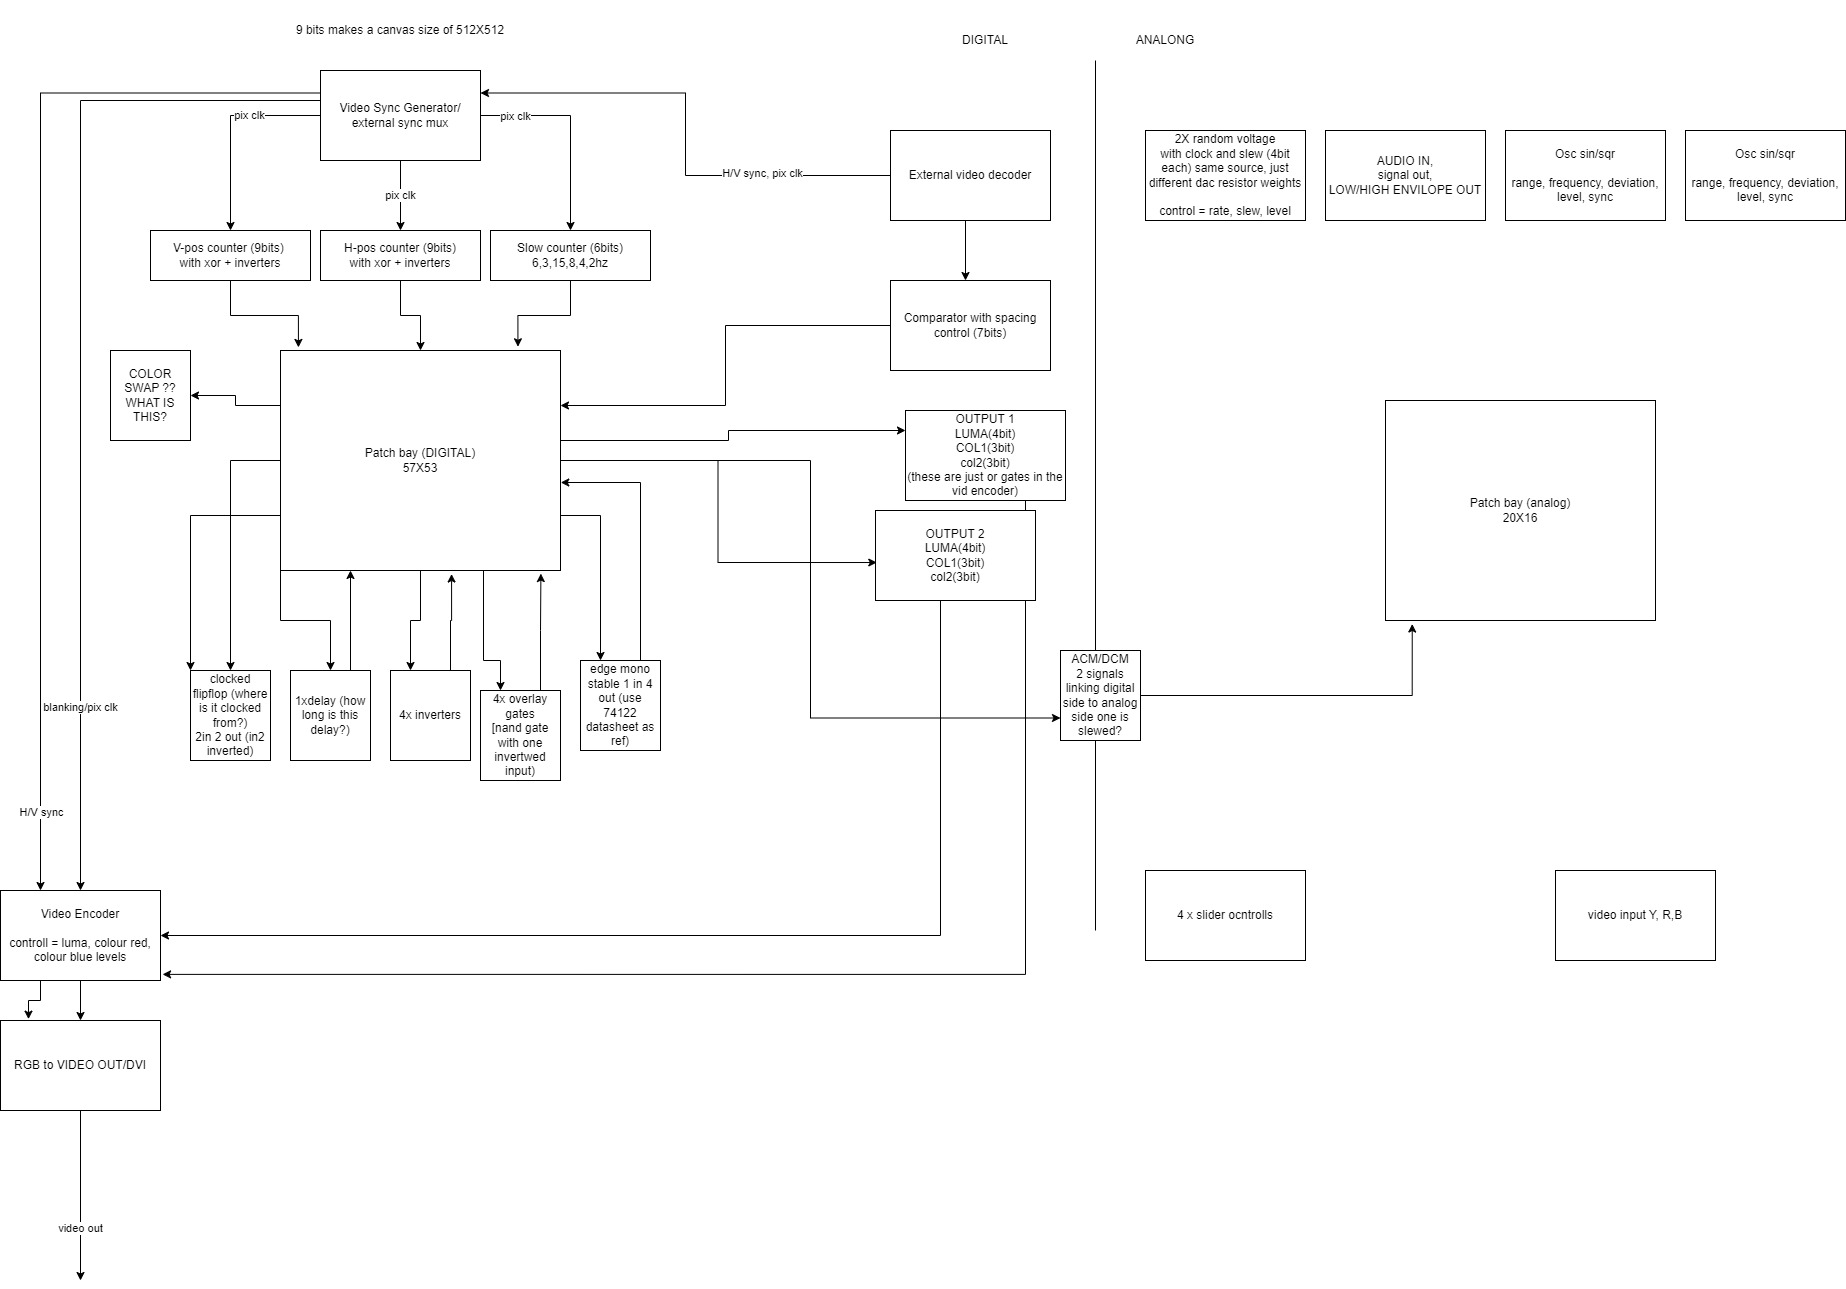 9 bits makes a canvas size of 512X512
DIGITAL
ANALONG
Video Sync Generator/
external sync mux
pix clk
pix clk
pix clk
H/V sync, pix clk
External video decoder
2X random voltage
with clock and slew (4bit
each) same source, just
different dac resistor weights
control = rate, slew, level
AUDIO IN,
signal out,
LOW/HIGH ENVILOPE OUT
Osc sin/sqr
range, frequency, deviation,
level, sync
Osc sin/sqr
range, frequency, deviation,
level, sync
V-pos counter (9bits)
with xor + inverters
H-pos counter (9bits)
with xor + inverters
Slow counter (6bits)
6,3,15,8,4,2hz
Comparator with spacing
control (7bits)
COLOR
SWAP ??
WHAT IS
THIS?
Patch bay (DIGITAL)
57X53
OUTPUT 1
LUMA(4bit)
COL1(3bit)
col2(3bit)
(these are just or gates in the
vid encoder)
OUTPUT 2
LUMA(4bit)
COL1(3bit)
col2(3bit)
Patch bay (analog)
20X16
clocked
flipflop (where
is it clocked
from?)
2in 2 out (in2
inverted)
1xdelay (how
long is this
delay?)
4x inverters
4x overlay
gates
[nand gate
with one
invertwed
input)
edge mono
stable 1 in 4
out (use
74122
datasheet as
ref)
ACM/DCM
2 signals
linking digital
side to analog
side one is
slewed?
blanking/pix clk
H/V sync
Video Encoder
controll = luma, colour red,
colour blue levels
4 x slider ocntrolls
video input Y, R,B
RGB to VIDEO OUT/DVI
video out